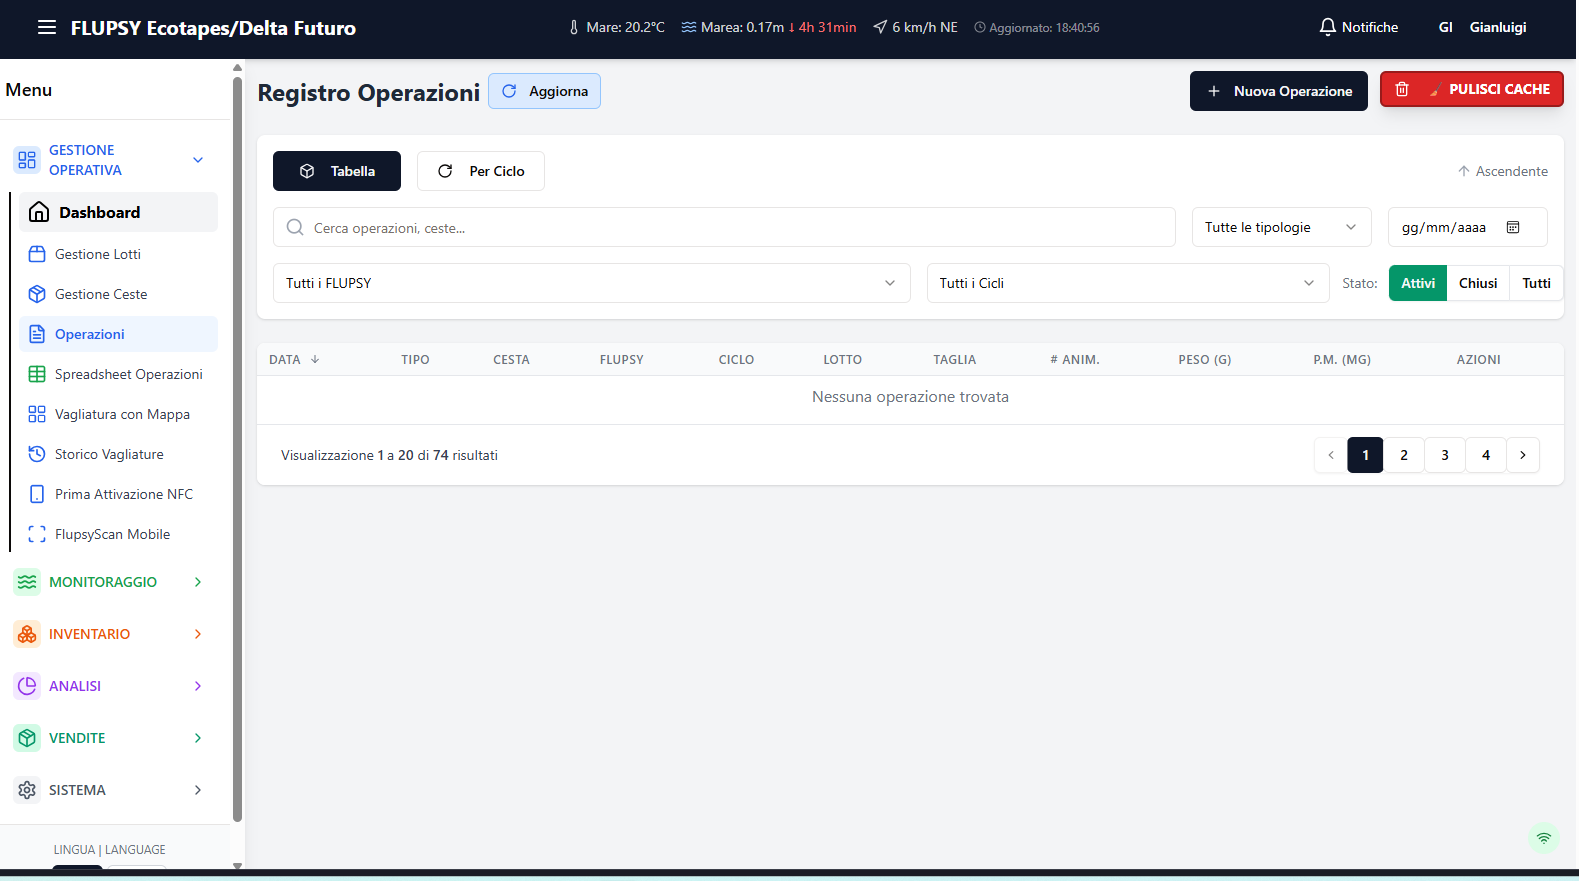 FLUPSY Ecotapes/Delta Futuro
Mare: 20.2°C Marea: 0.17m ↓ 4h 31min 6 km/h NE Aggiornato: 18:40:56
Notifiche GI Gianluigi
Menu
GESTIONE
OPERATIVA
Dashboard
Gestione Lotti
Gestione Ceste
Operazioni
Spreadsheet Operazioni
Vagliatura con Mappa
Storico Vagliature
Prima Attivazione NFC
FlupsyScan Mobile
MONITORAGGIO
INVENTARIO
ANALISI
VENDITE
SISTEMA
LINGUA | LANGUAGE
Registro Operazioni Aggiorna
Nuova Operazione PULISCI CACHE
Tabella Per Ciclo ↑ Ascendente
Cerca operazioni, ceste... Tutte le tipologie gg/mm/aaaa
Tutti i FLUPSY Tutti i Cicli Stato: Attivi Chiusi Tutti
DATA ↓ TIPO CESTA FLUPSY CICLO LOTTO TAGLIA # ANIM. PESO (G) P.M. (MG) AZIONI
Nessuna operazione trovata
Visualizzazione 1 a 20 di 74 risultati
1 2 3 4